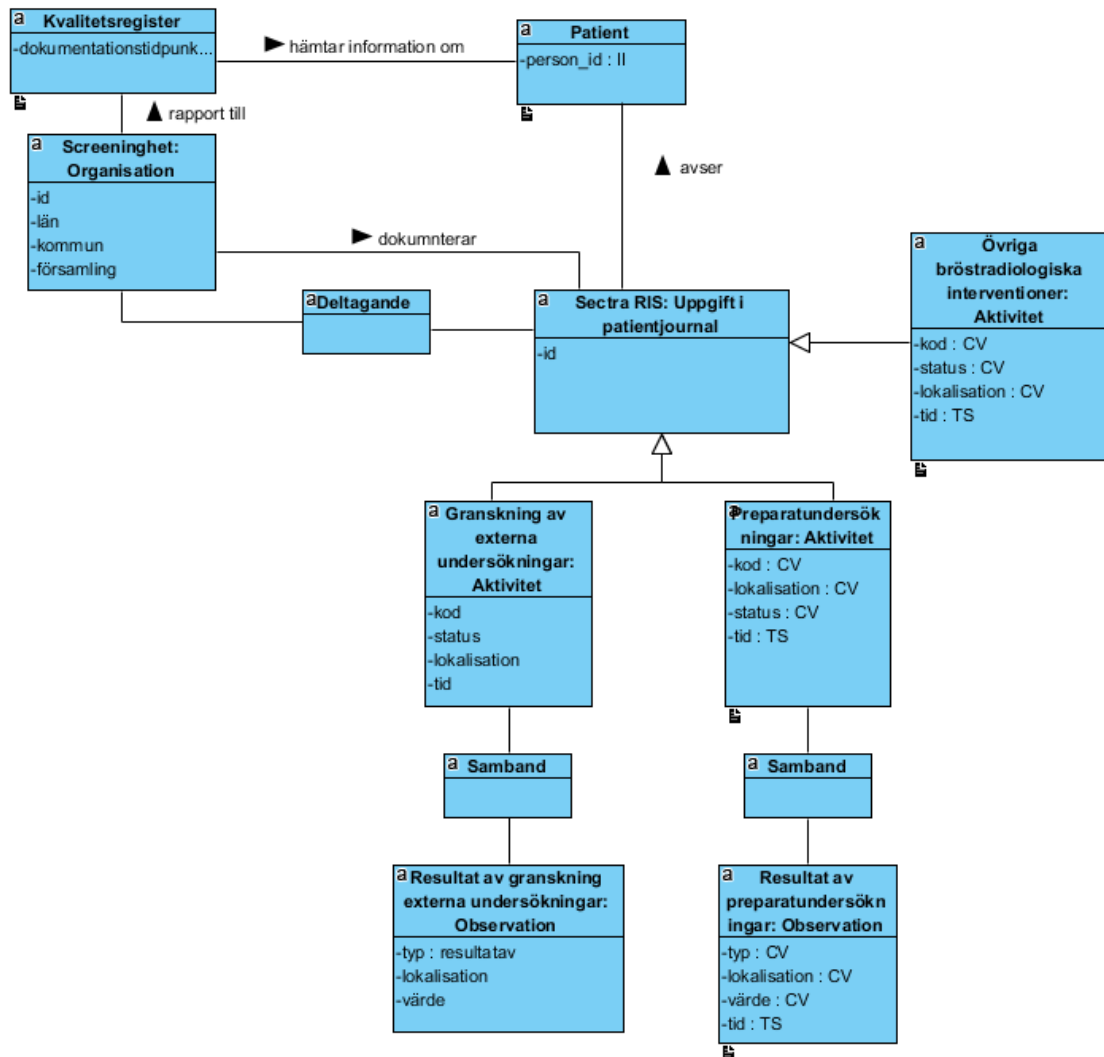 a Kvalitetsregister
-dokumentationstidpunk...
hämtar information om
a Patient
-person_id : II
rapport till
a Screeninghet:
Organisation
-id
-län
-kommun
-församling
avser
dokumnterar
a Deltagande
a Sectra RIS: Uppgift i
patientjournal
-id
a Övriga
bröstradiologiska
interventioner:
Aktivitet
-kod : CV
-status : CV
-lokalisation : CV
-tid : TS
a Granskning av
externa
undersökningar:
Aktivitet
-kod
-status
-lokalisation
-tid
a Preparatundersök
ningar: Aktivitet
-kod : CV
-lokalisation : CV
-status : CV
-tid : TS
a Samband
a Samband
a Resultat av granskning
externa undersökningar:
Observation
-typ : resultatav
-lokalisation
-värde
a Resultat av
preparatundersökn
ingar: Observation
-typ : CV
-lokalisation : CV
-värde : CV
-tid : TS